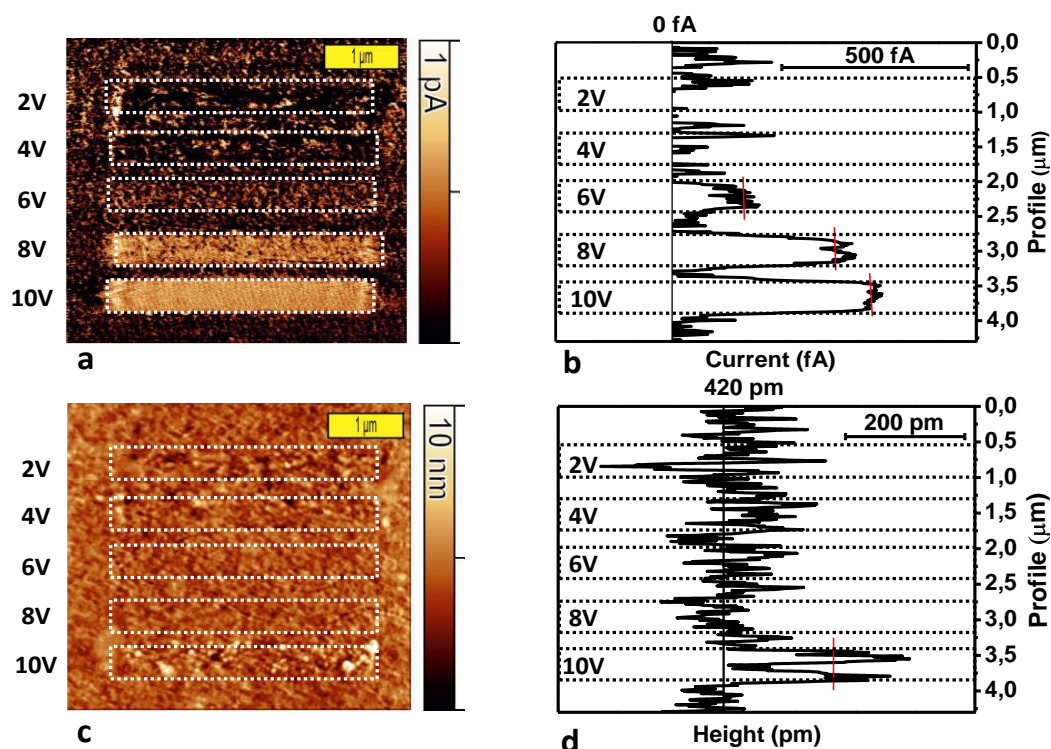 1 µm
2V
4V
6V
8V
10V
1 pA
a
0 fA
500 fA
2V
4V
6V
8V
10V
0,0
0,5
1,0
1,5
2,0
2,5
3,0
3,5
4,0
Profile (µm)
Current (fA)
b
1 µm
2V
4V
6V
8V
10V
10 nm
c
420 pm
200 pm
2V
4V
6V
8V
10V
0,0
0,5
1,0
1,5
2,0
2,5
3,0
3,5
4,0
Profile (µm)
Height (pm)
d